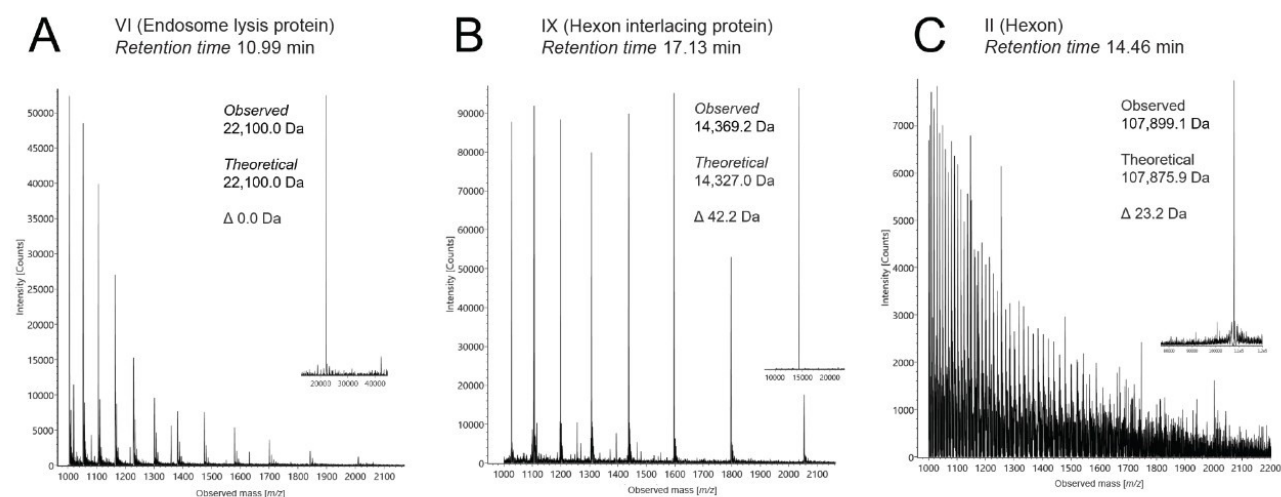 A
VI (Endosome lysis protein)
Retention time 10.99 min
Intensity [Counts]
50000
45000
40000
35000
30000
25000
20000
15000
10000
5000
0
Observed
22,100.0 Da
Theoretical
22,100.0 Da
Δ 0.0 Da
20000 30000 40000
1000 1100 1200 1300 1400 1500 1600 1700 1800 1900 2000 2100
Observed mass [m/z]
B
IX (Hexon interlacing protein)
Retention time 17.13 min
Intensity [Counts]
90000
80000
70000
60000
50000
40000
30000
20000
10000
0
Observed
14,369.2 Da
Theoretical
14,327.0 Da
Δ 42.2 Da
10000 15000 20000
1000 1100 1200 1300 1400 1500 1600 1700 1800 1900 2000 2100
Observed mass [m/z]
C
II (Hexon)
Retention time 14.46 min
Intensity [Counts]
7000
6000
5000
4000
3000
2000
1000
0
Observed
107,899.1 Da
Theoretical
107,875.9 Da
Δ 23.2 Da
1000 1100 1200 1300 1400 1500 1600 1700 1800 1900 2000 2100 2200
Observed mass [m/z]